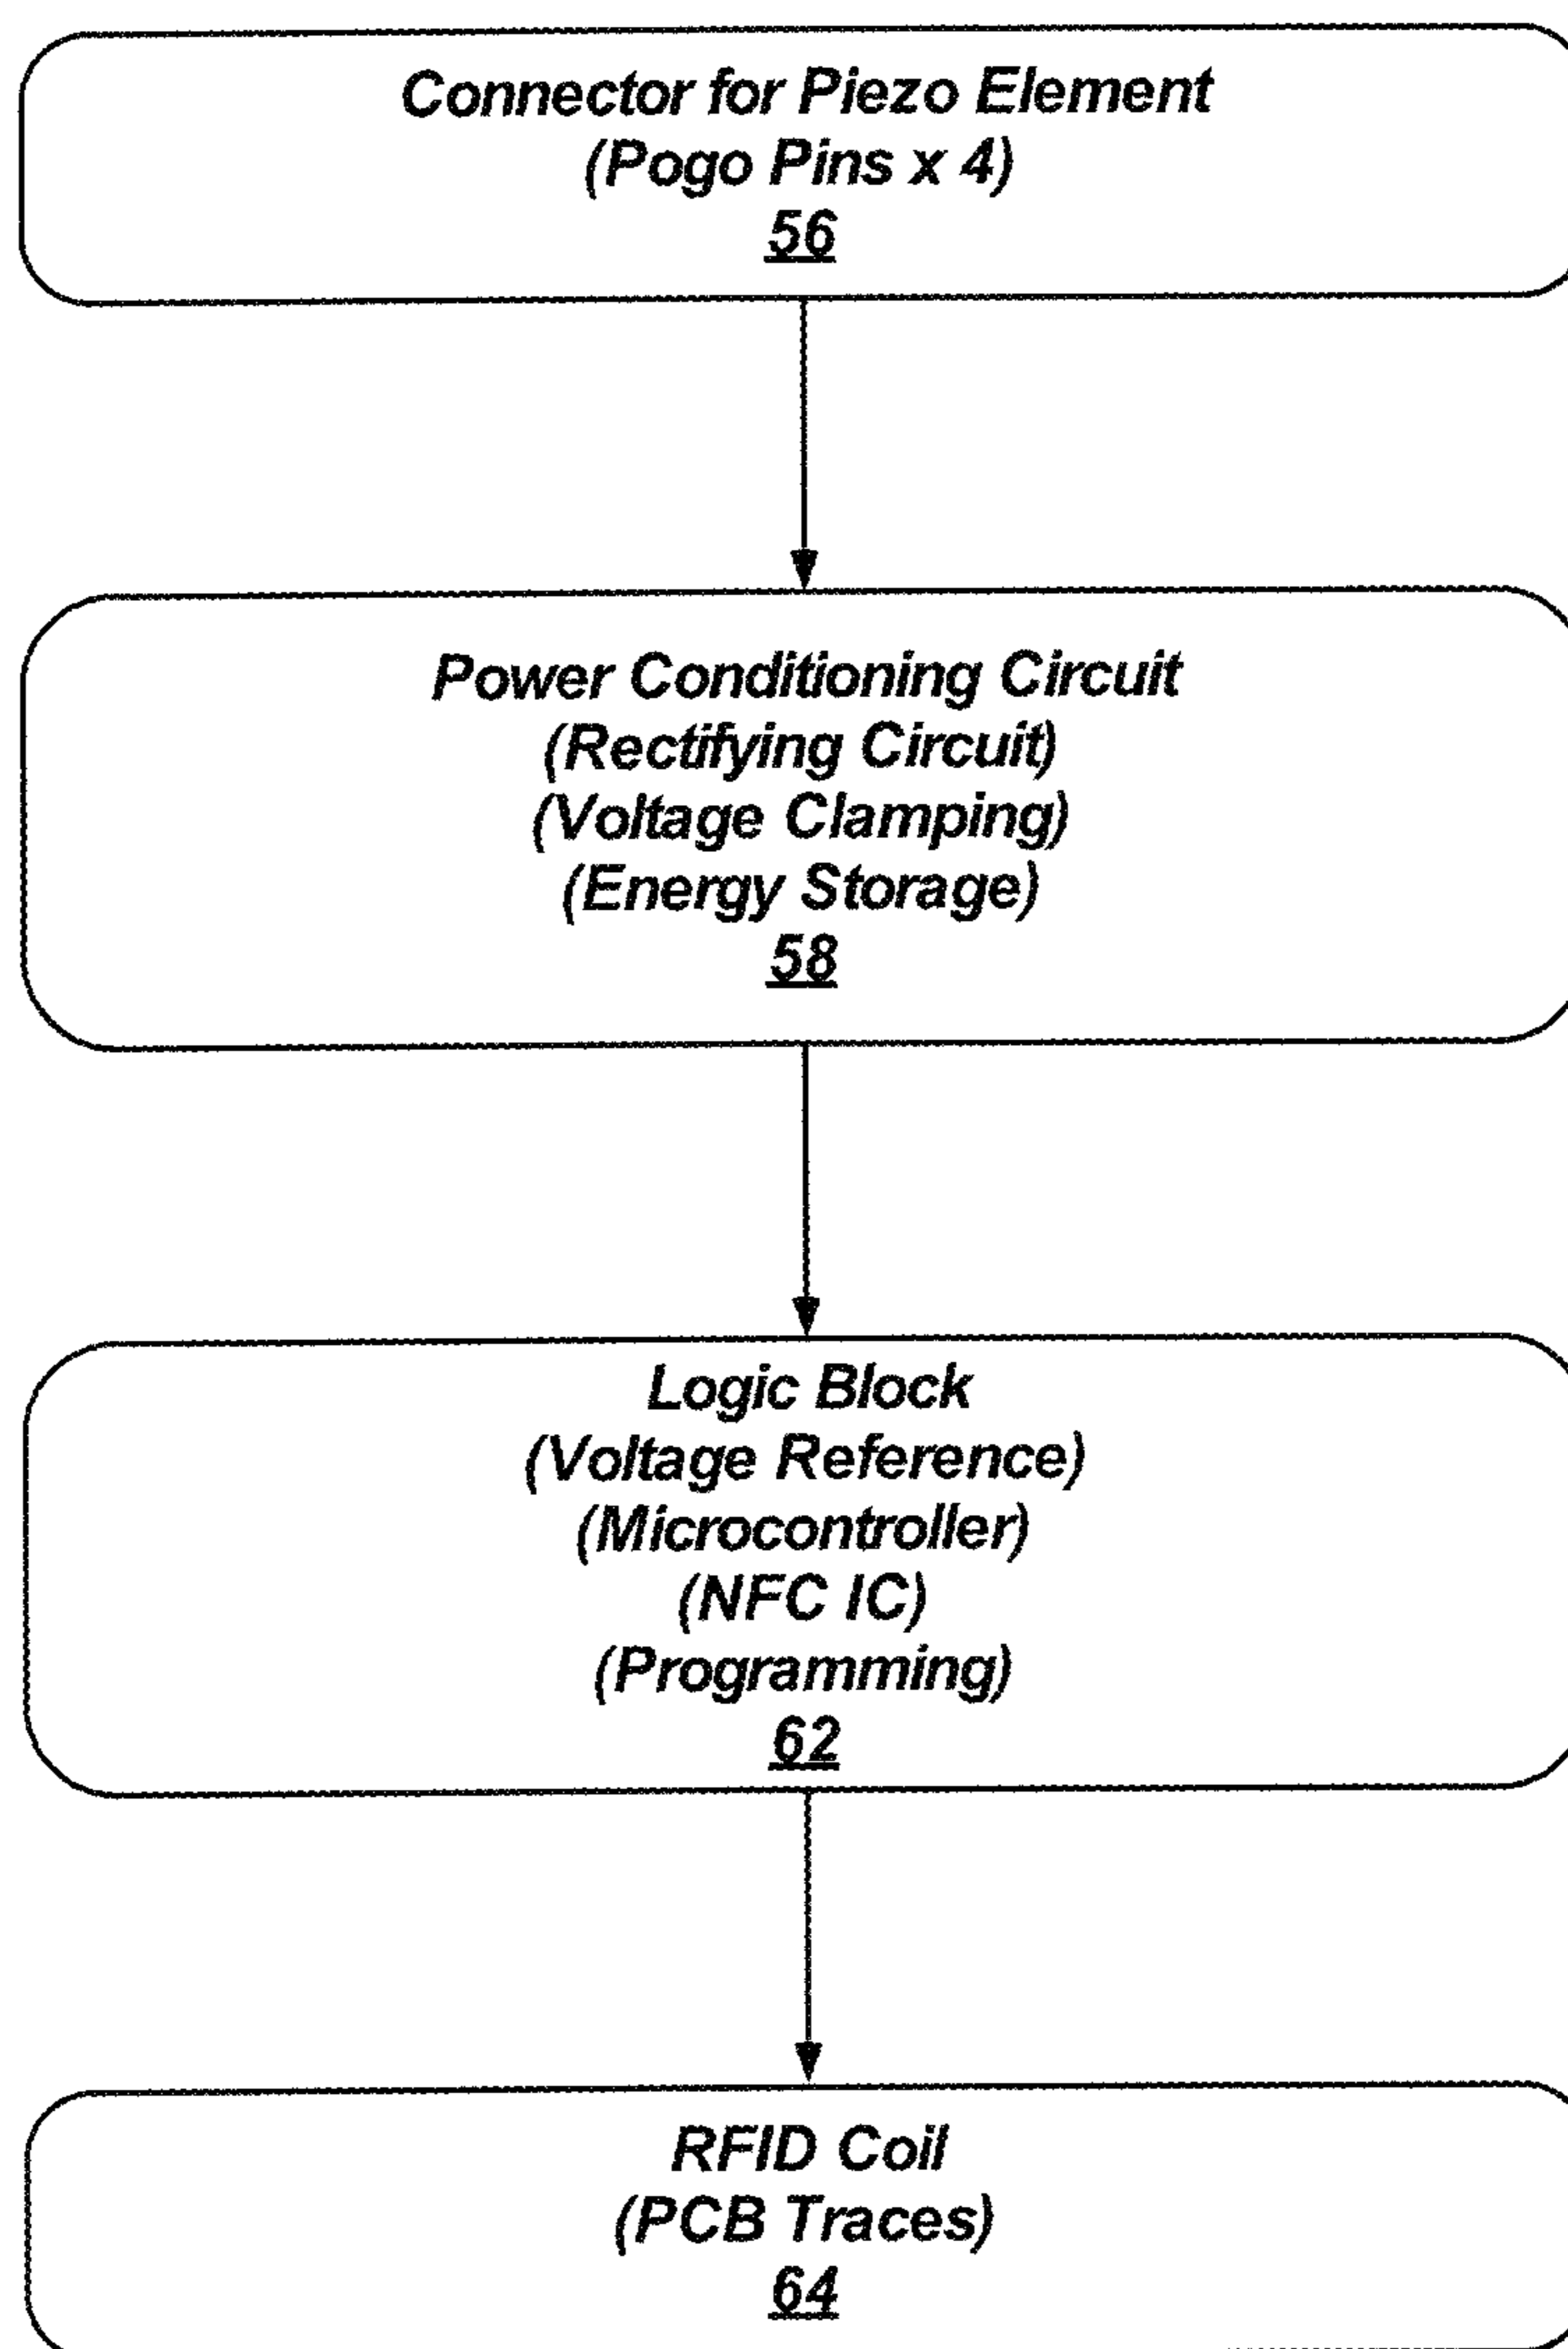 Connector for Piezo Element
(Pogo Pins x 4)
56
Power Conditioning Circuit
(Rectifying Circuit)
(Voltage Clamping)
(Energy Storage)
58
Logic Block
(Voltage Reference)
(Microcontroller)
(NFC IC)
(Programming)
62
RFID Coil
(PCB Traces)
64